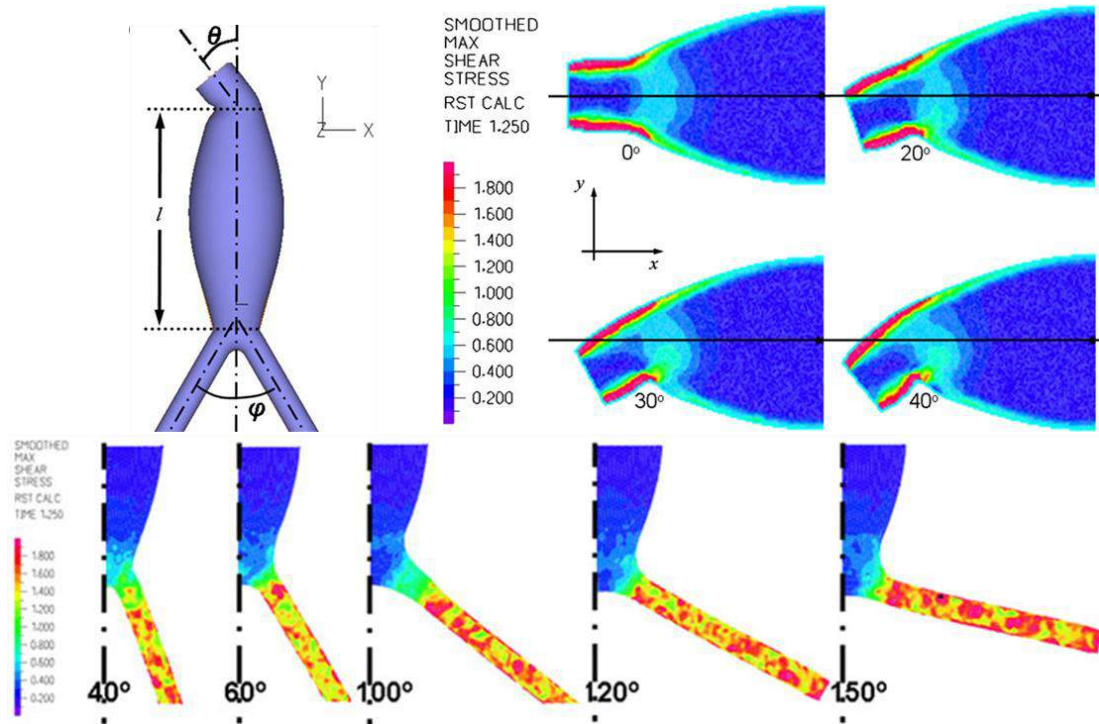 θ
Y
Z X
l
φ
SMOOTHED
MAX
SHEAR
STRESS
RST CALC
TIME 1.250
1.800
1.600
1.400
1.200
1.000
0.800
0.600
0.400
0.200
0°
20°
y
x
30°
40°
SMOOTHED
MAX
SHEAR
STRESS
RST CALC
TIME 1.250
1.800
1.600
1.400
1.200
1.000
0.800
0.600
0.400
0.200
40° 60° 100° 120° 150°